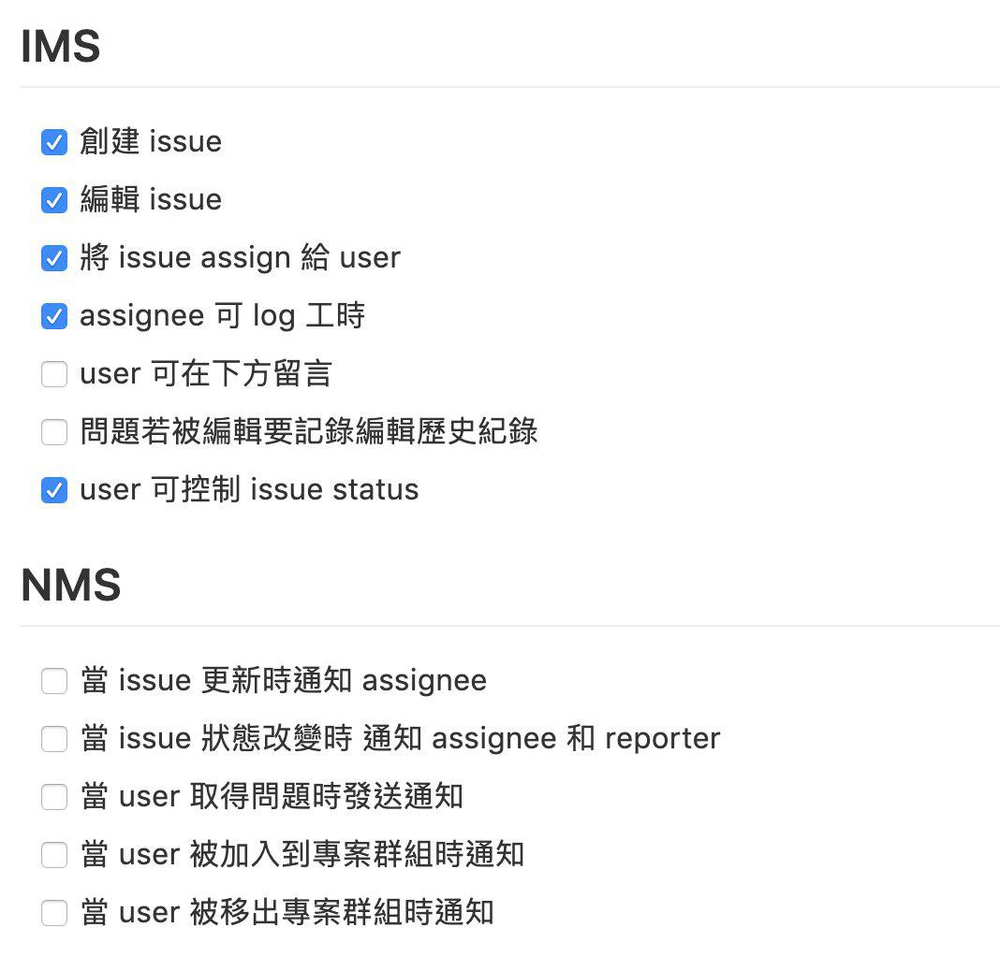 IMS
創建 issue
編輯 issue
將 issue assign 給 user
assignee 可 log 工時
user 可在下方留言
問題若被編輯要記錄編輯歷史紀錄
user 可控制 issue status
NMS
當 issue 更新時通知 assignee
當 issue 狀態改變時 通知 assignee 和 reporter
當 user 取得問題時發送通知
當 user 被加入到專案群組時通知
當 user 被移出專案群組時通知